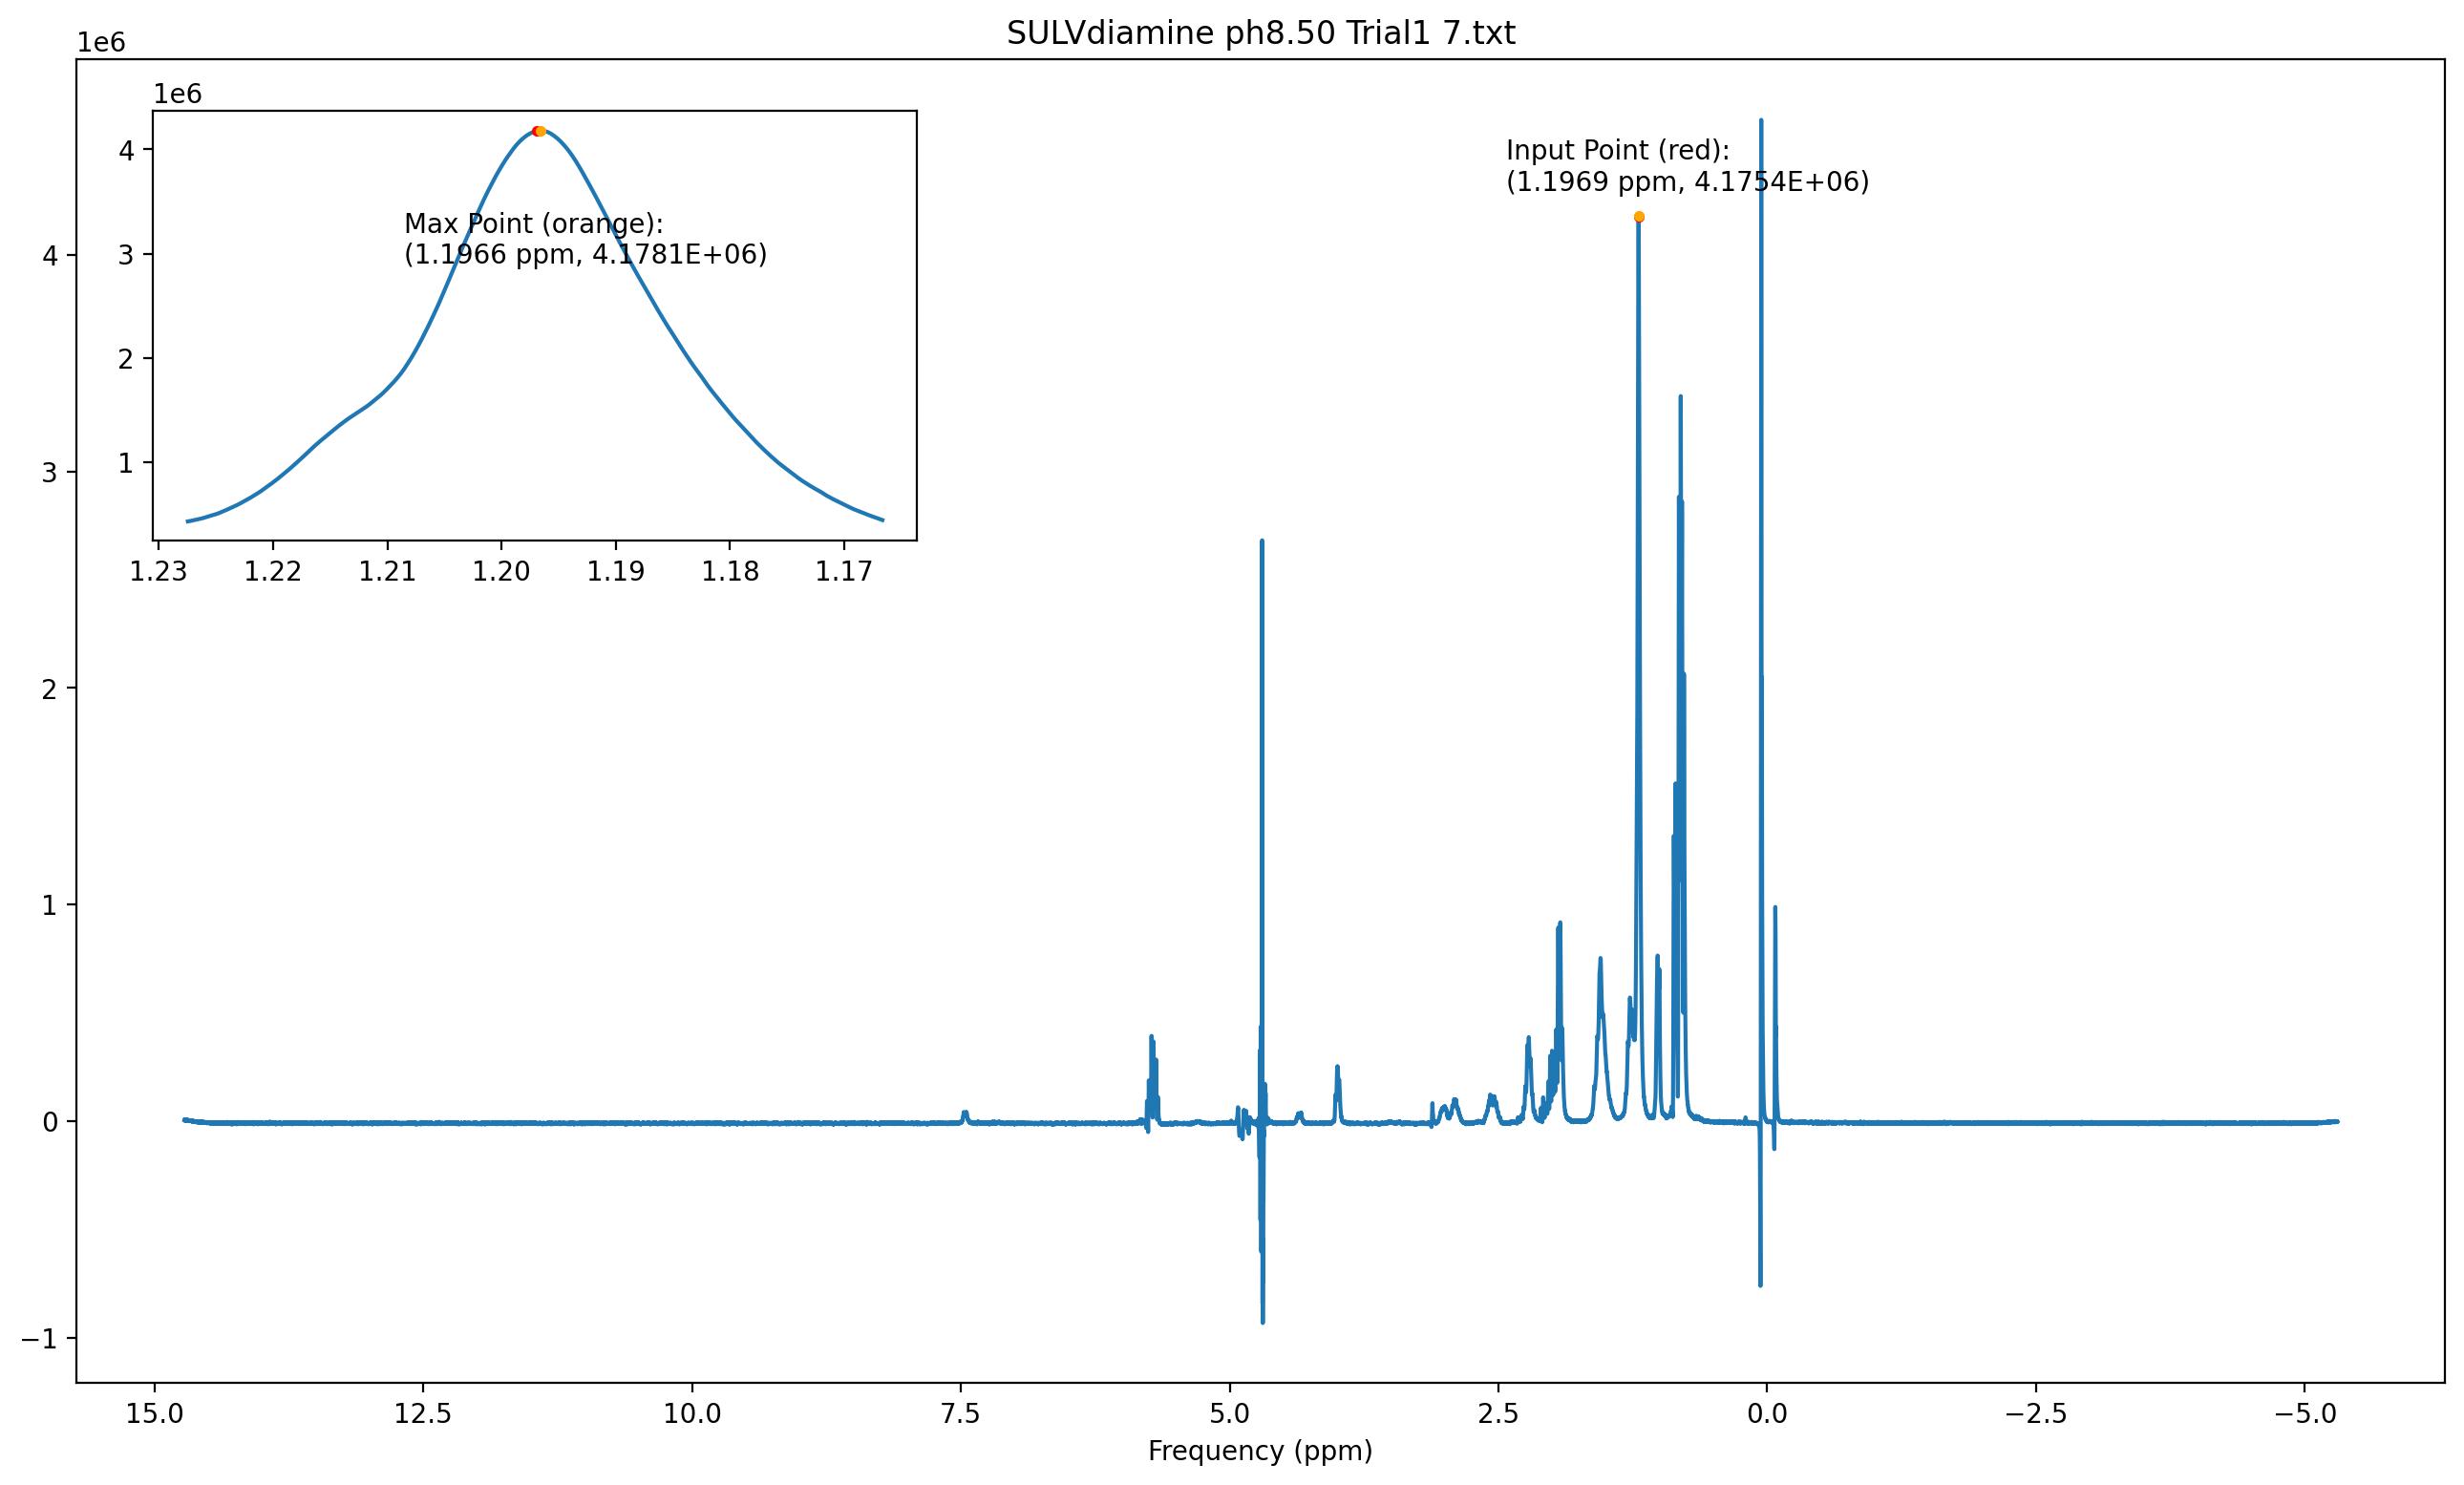 SULVdiamine ph8.50 Trial1 7.txt
1e6
1e6
4
3
2
1
Max Point (orange):
(1.1966 ppm, 4.1781E+06)
1.23 1.22 1.21 1.20 1.19 1.18 1.17
Input Point (red):
(1.1969 ppm, 4.1754E+06)
4
3
2
1
0
−1
15.0 12.5 10.0 7.5 5.0 2.5 0.0 −2.5 −5.0
Frequency (ppm)